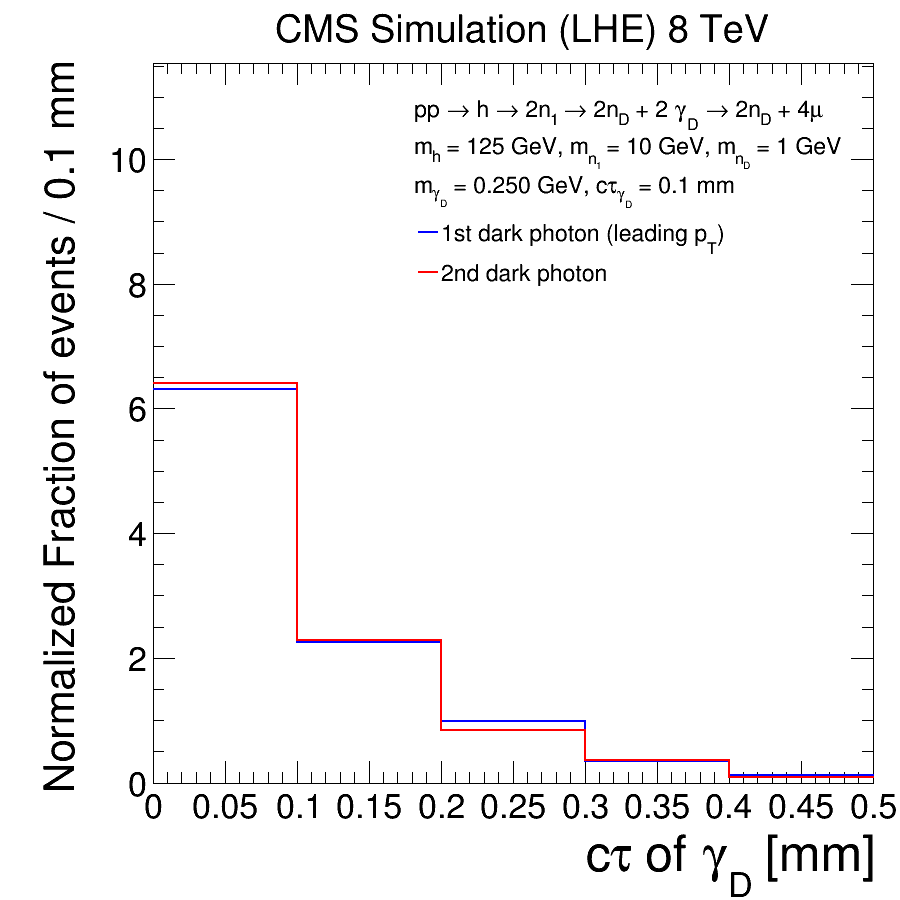 CMS Simulation (LHE) 8 TeV
pp → h → 2n1 → 2nD + 2 γD → 2nD + 4μ
mh = 125 GeV, mn1 = 10 GeV, mnD = 1 GeV
mγD = 0.250 GeV, cτγD = 0.1 mm
1st dark photon (leading pT)
2nd dark photon
Normalized Fraction of events / 0.1 mm
10
8
6
4
2
0
0 0.05 0.1 0.15 0.2 0.25 0.3 0.35 0.4 0.45 0.5
cτ of γD [mm]